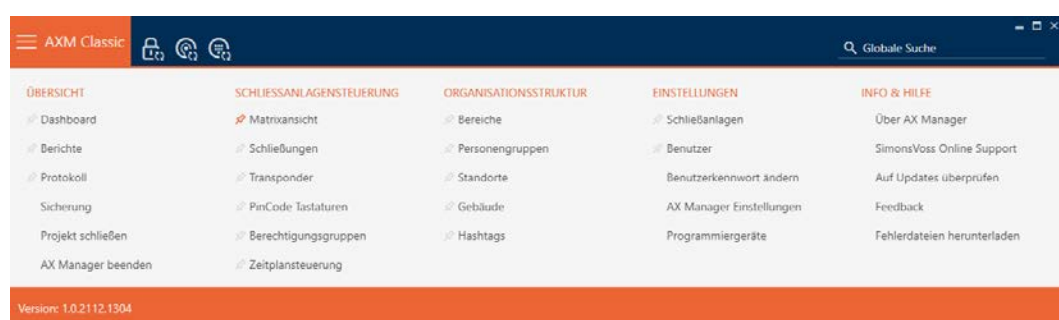 AXM Classic
Globale Suche
ÜBERSICHT
Dashboard
Berichte
Protokoll
Sicherung
Projekt schließen
AX Manager beenden
SCHLIESSANLAGENSTEUERUNG
Matrixansicht
Schließungen
Transponder
PinCode Tastaturen
Berechtigungsgruppen
Zeitplansteuerung
ORGANISATIONSSTRUKTUR
Bereiche
Personengruppen
Standorte
Gebäude
Hashtags
EINSTELLUNGEN
Schließanlagen
Benutzer
Benutzerkennwort ändern
AX Manager Einstellungen
Programmiergeräte
INFO & HILFE
Über AX Manager
SimonsVoss Online Support
Auf Updates überprüfen
Feedback
Fehlerdateien herunterladen
Version: 1.0.2112.1304